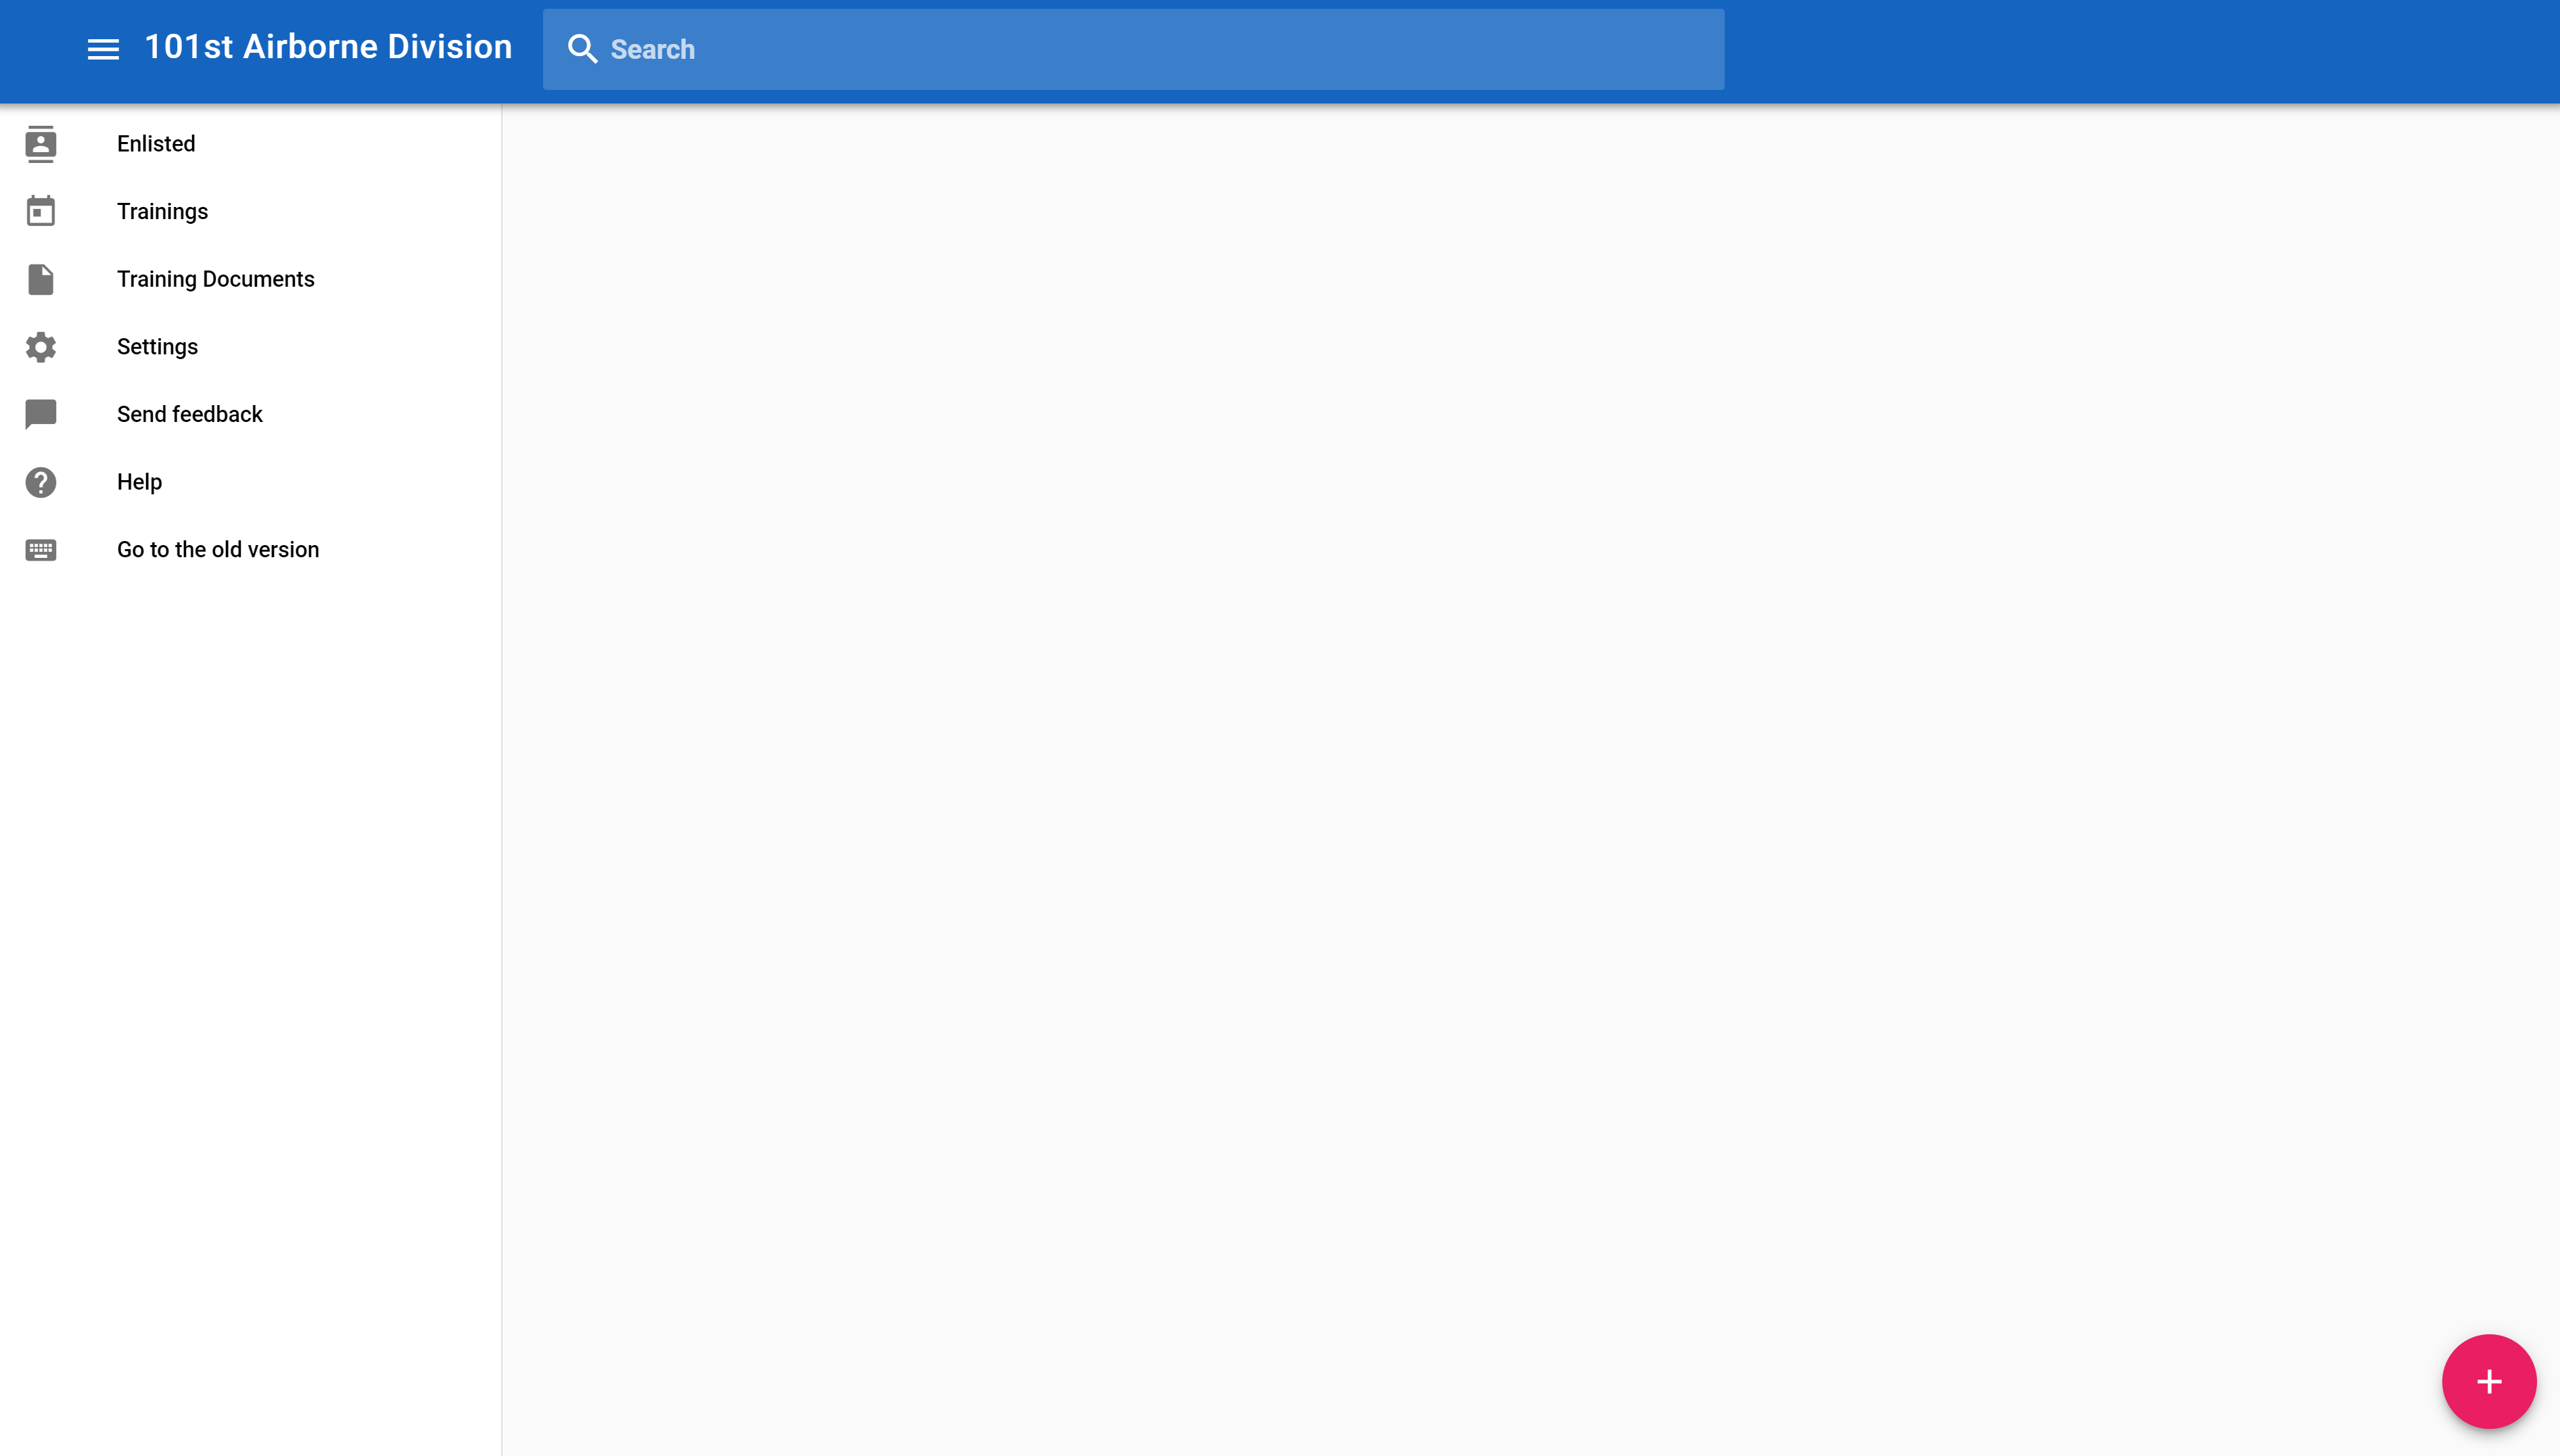 101st Airborne Division
Search
Enlisted
Trainings
Training Documents
Settings
Send feedback
Help
Go to the old version